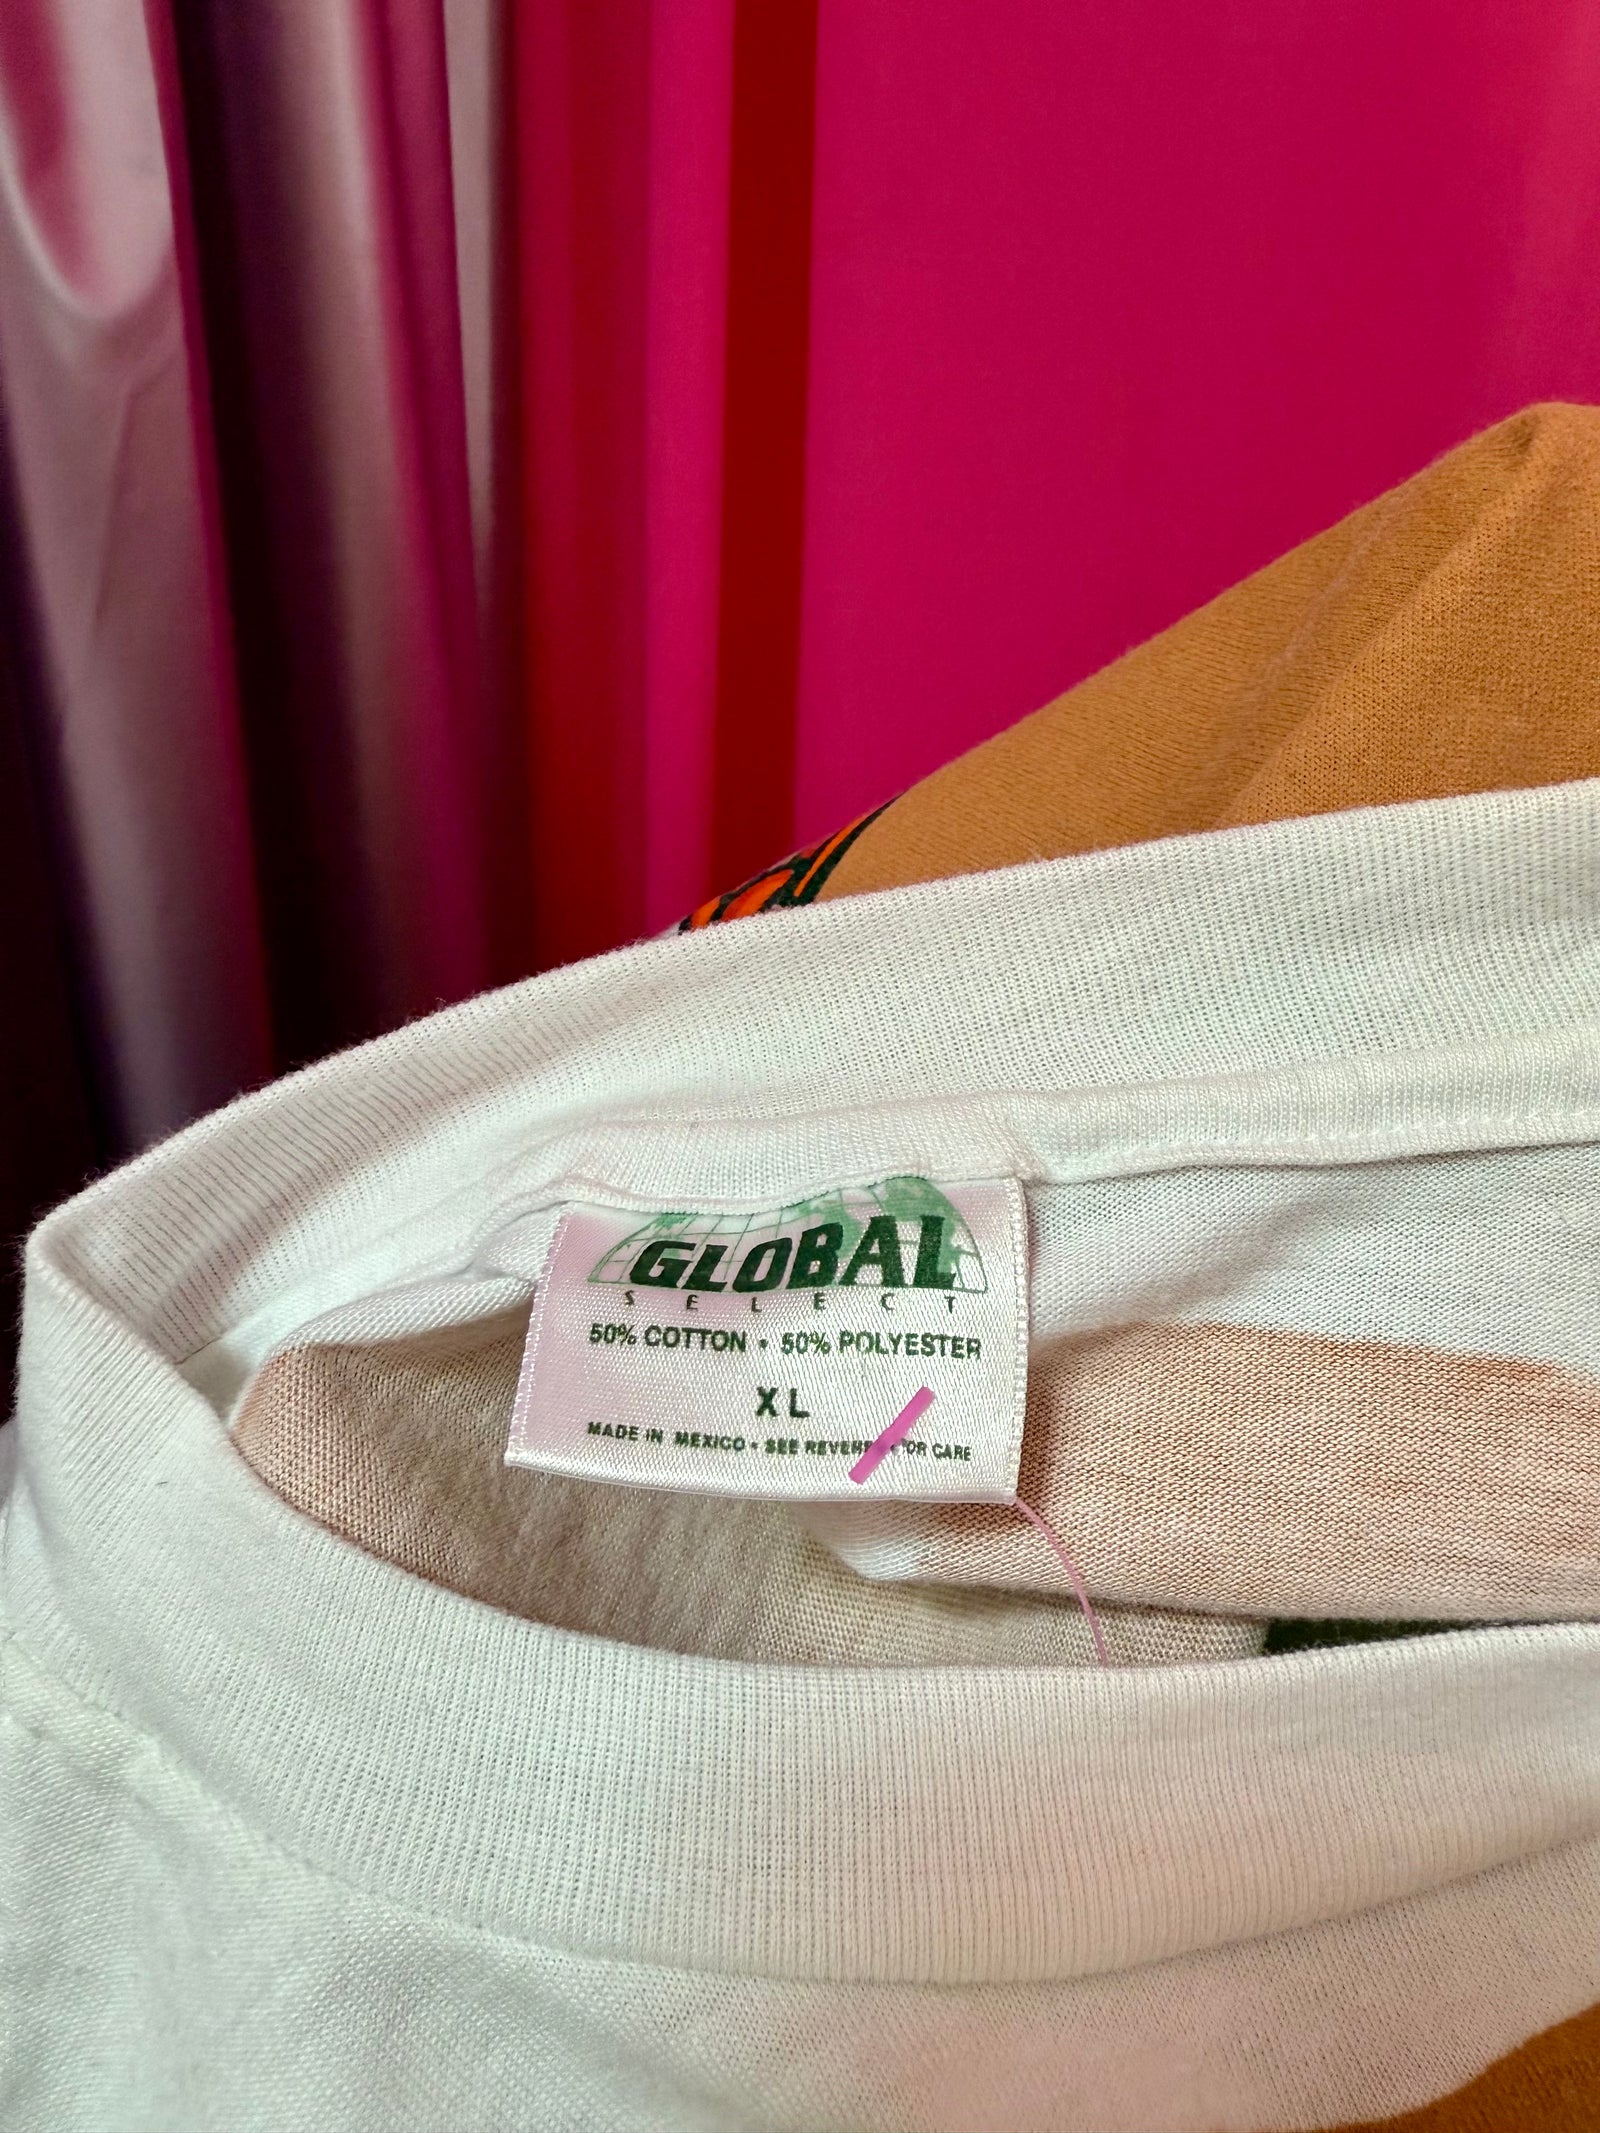 GLOBAL
SELECT
50% COTTON • 50% POLYESTER
XL
MADE IN MEXICO • SEE REVERSE FOR CARE